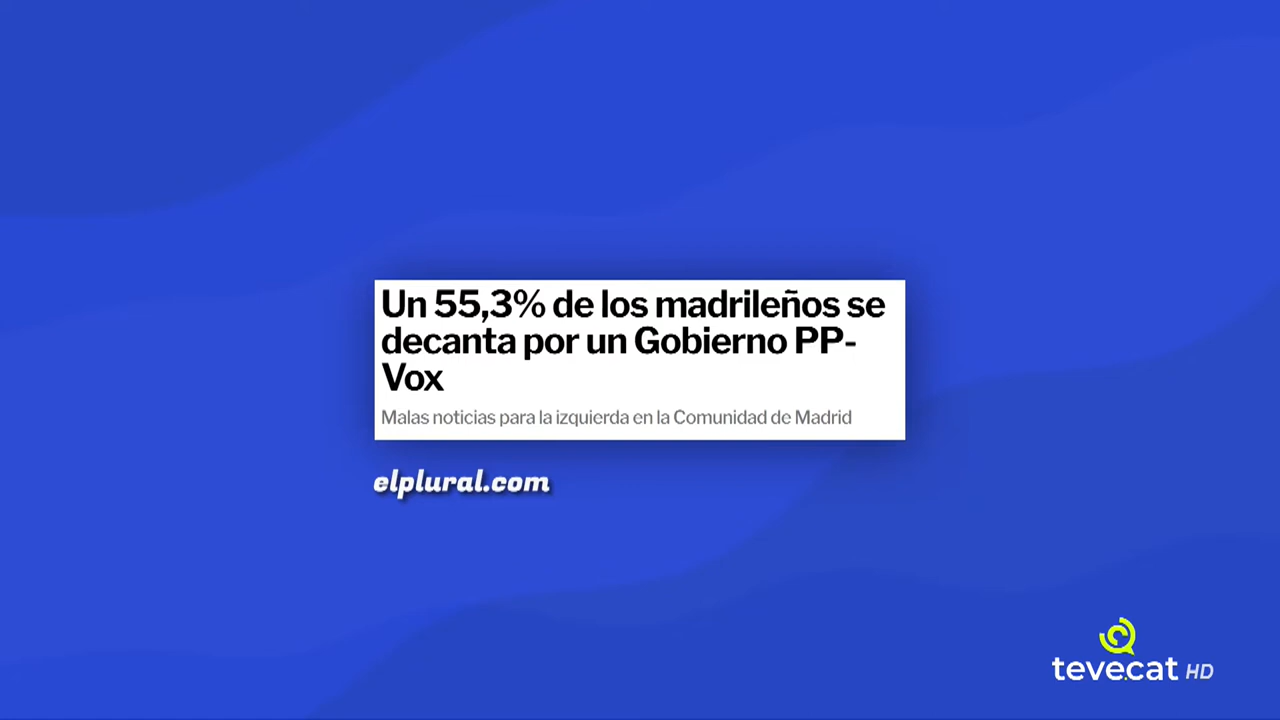 Un 55,3% de los madrileños se
decanta por un Gobierno PP-
Vox
Malas noticias para la izquierda en la Comunidad de Madrid
elplural.com
tevecat HD